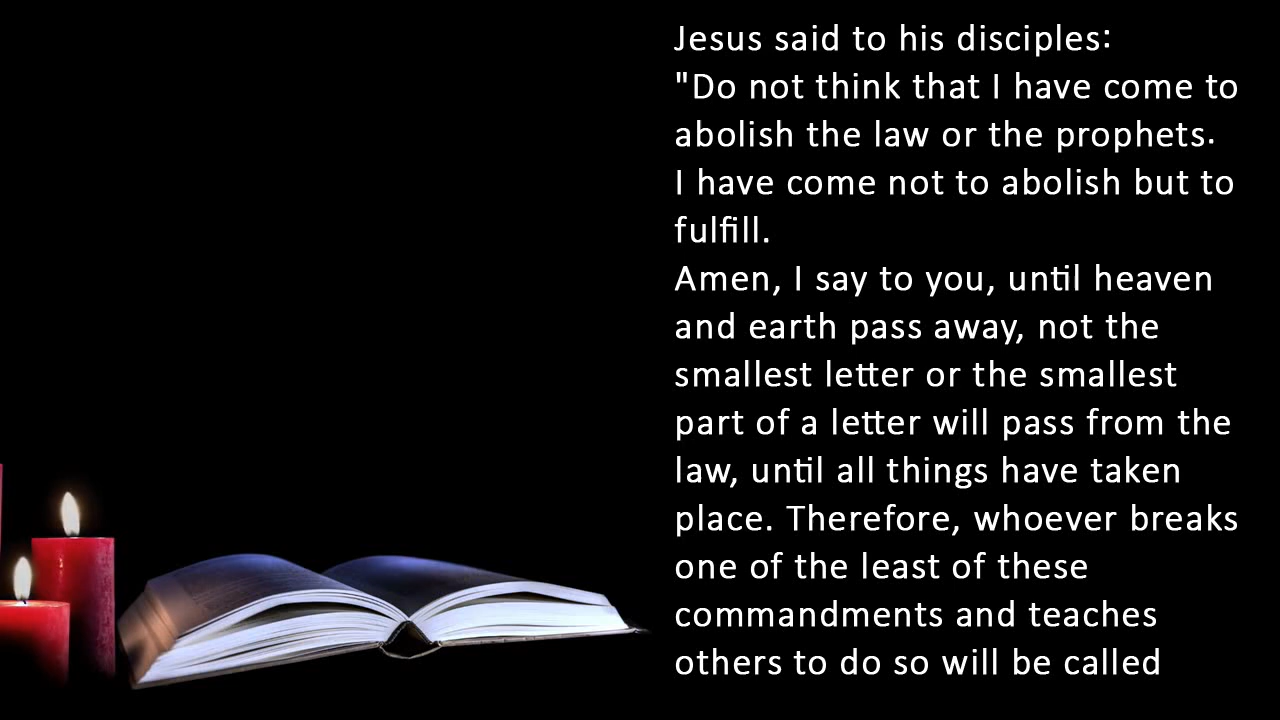 Jesus said to his disciples:
"Do not think that I have come to
abolish the law or the prophets.
I have come not to abolish but to
fulfill.
Amen, I say to you, until heaven
and earth pass away, not the
smallest letter or the smallest
part of a letter will pass from the
law, until all things have taken
place. Therefore, whoever breaks
one of the least of these
commandments and teaches
others to do so will be called